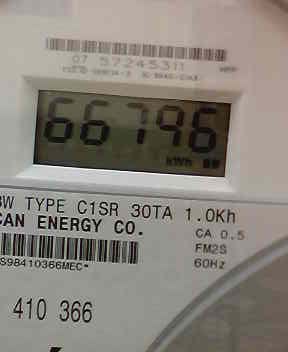 07 57245311
66796
kWh
W TYPE C1SR 30TA 1.0Kh
CAN ENERGY CO.
CA 0.5
FM2S
60Hz
S98410366MEC*
410 366